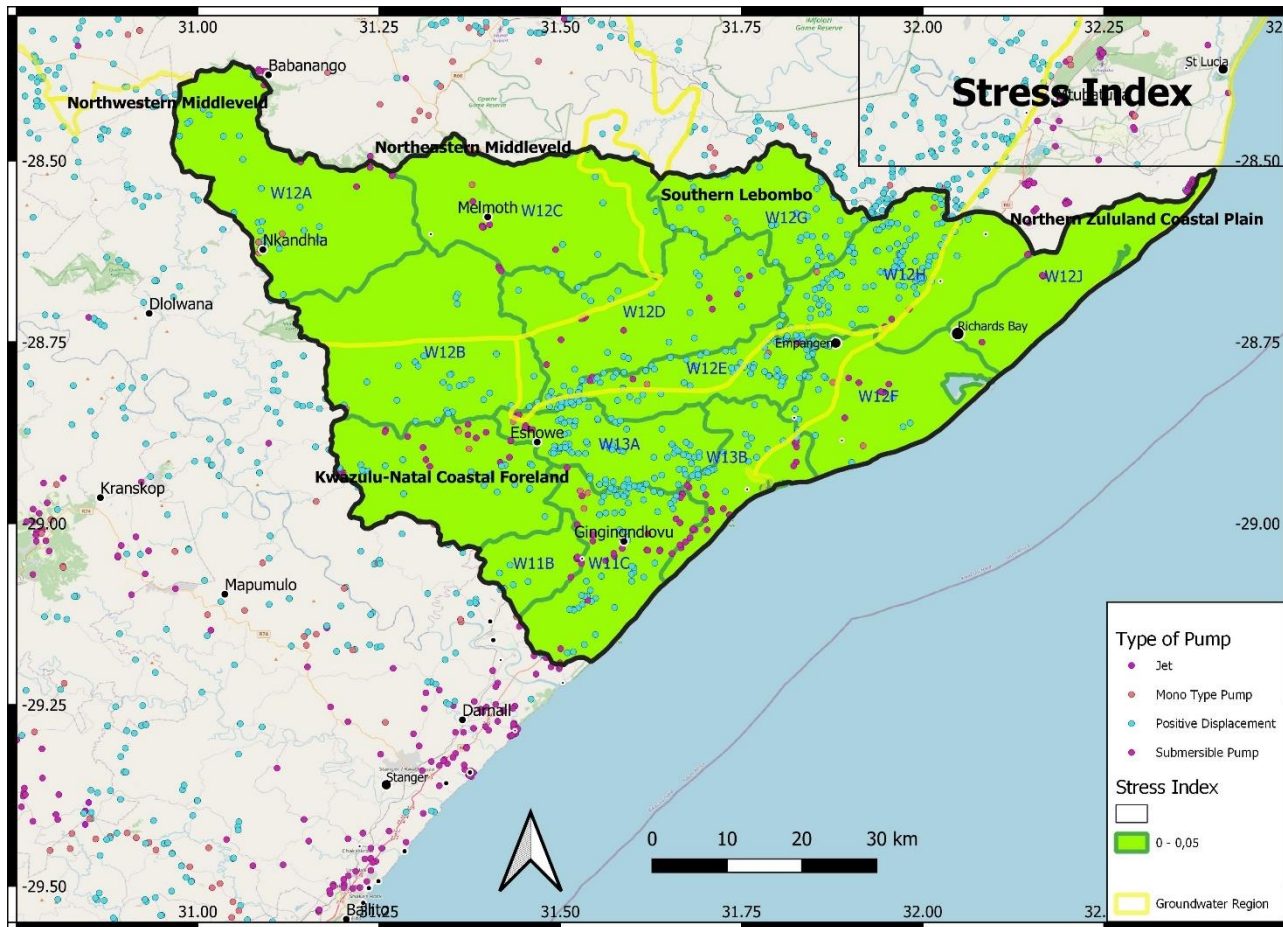 31.00
31.25
31.50
31.75
32.00
32.25
Babanango
St Lucia
Stress Index
Northwestern Middleveld
Northeastern Middleveld
-28.50
-28.50
W12A
Southern Lebombo
Melmoth
W12C
W12G
Northern Zululand Coastal Plain
Nkandhla
W12H
W12J
Dlolwana
W12D
Richards Bay
-28.75
Empangeni
-28.75
W12B
W12E
W12F
Eshowe
W13A
W13B
Kwazulu-Natal Coastal Foreland
Kranskop
-29.00
-29.00
Gingingndlovu
W11B
W11C
Mapumulo
Type of Pump
Jet
Mono Type Pump
Positive Displacement
Submersible Pump
-29.25
Darnall
Stanger
Stress Index
0 - 0,05
0 10 20 30 km
-29.50
Groundwater Region
Ballito
31.00
31.25
31.50
31.75
32.00